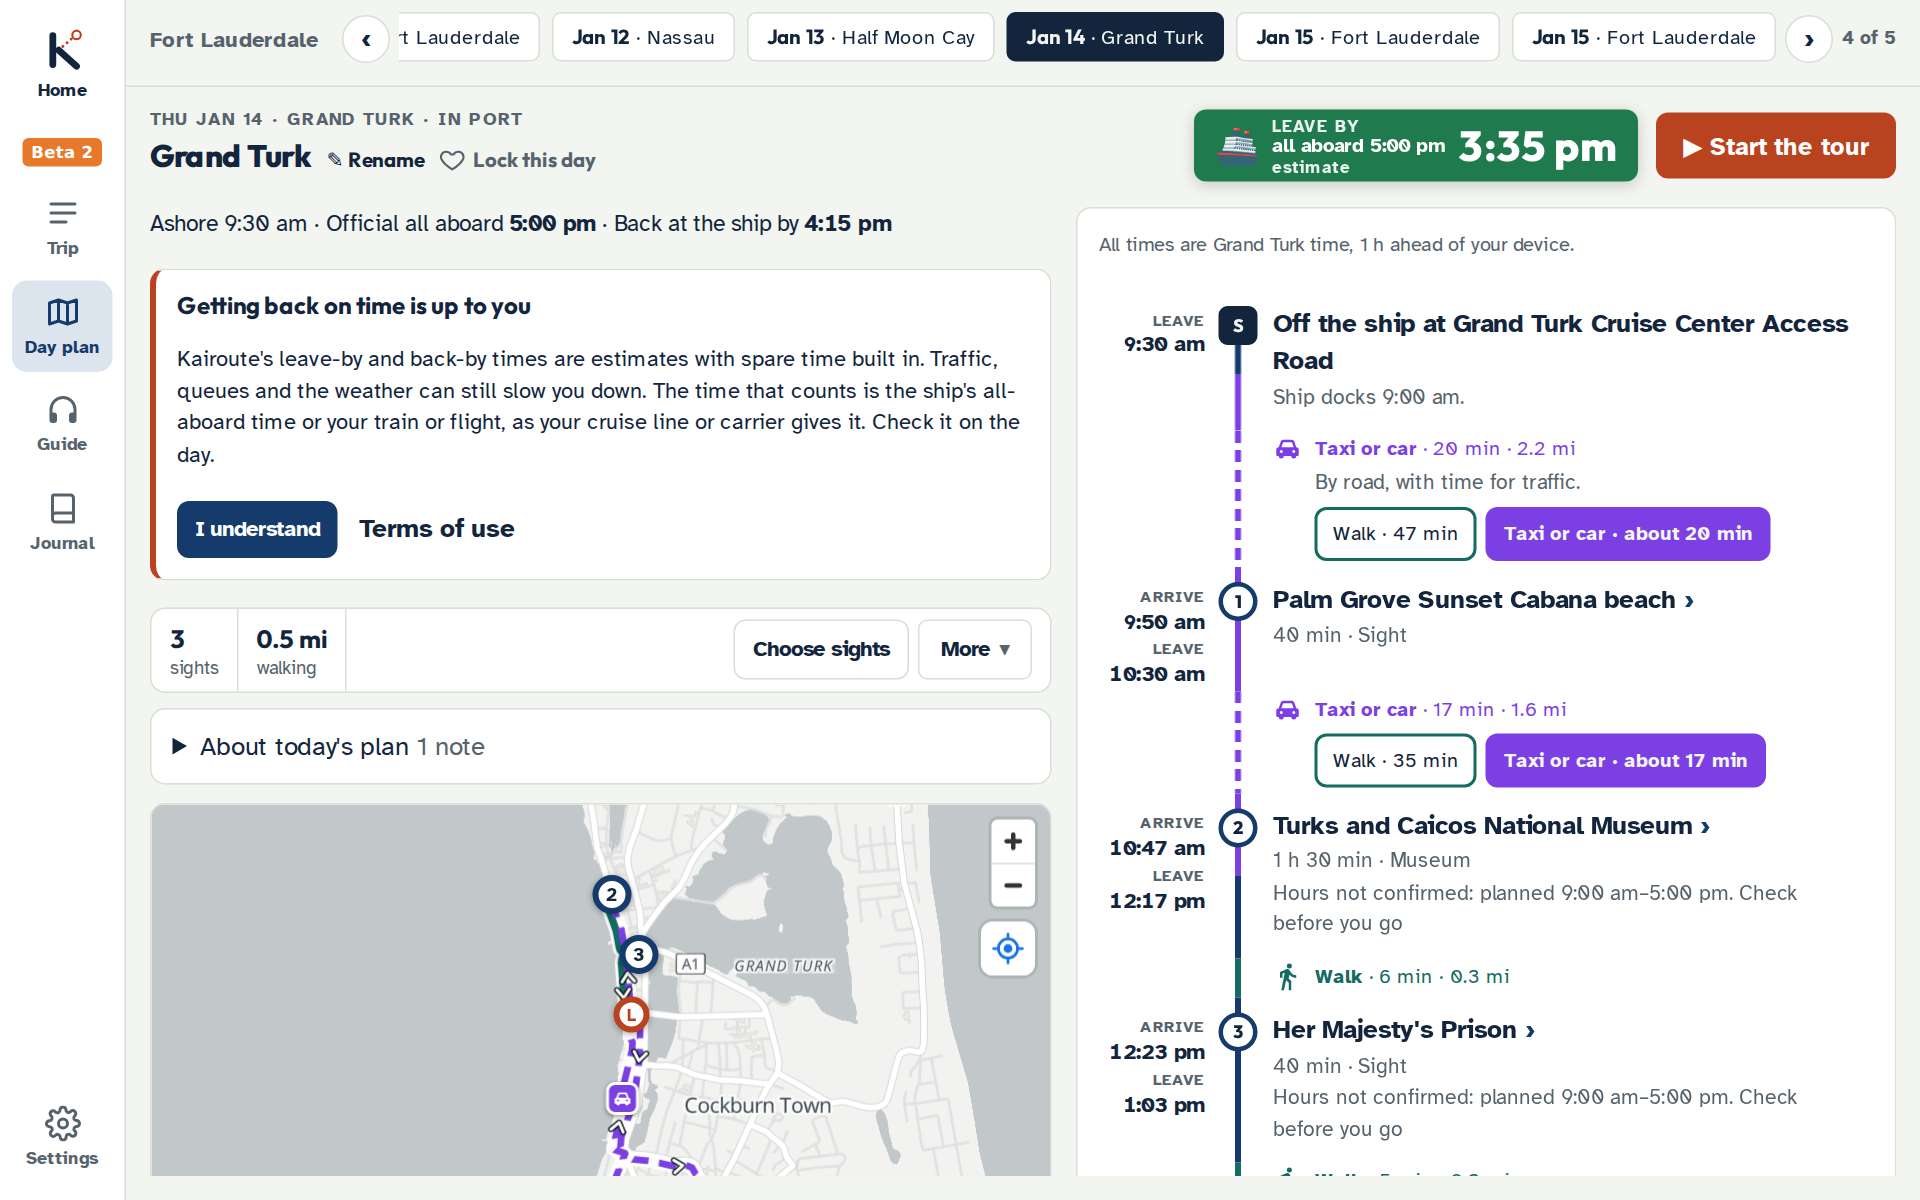 Home
Beta 2
Trip
Day plan
Guide
Journal
Settings
Fort Lauderdale
‹
rt Lauderdale
Jan 12 · Nassau
Jan 13 · Half Moon Cay
Jan 14 · Grand Turk
Jan 15 · Fort Lauderdale
Jan 15 · Fort Lauderdale
›
4 of 5
THU JAN 14 · GRAND TURK · IN PORT
Grand Turk
✎ Rename
Lock this day
LEAVE BY
all aboard 5:00 pm
estimate
3:35 pm
▶ Start the tour
Ashore 9:30 am · Official all aboard 5:00 pm · Back at the ship by 4:15 pm
Getting back on time is up to you
Kairoute's leave-by and back-by times are estimates with spare time built in. Traffic,
queues and the weather can still slow you down. The time that counts is the ship's all-
aboard time or your train or flight, as your cruise line or carrier gives it. Check it on the
day.
I understand
Terms of use
3
sights
0.5 mi
walking
Choose sights
More ▾
▶ About today's plan 1 note
2
3
L
A1
GRAND TURK
Cockburn Town
+
−
All times are Grand Turk time, 1 h ahead of your device.
LEAVE
9:30 am
S
Off the ship at Grand Turk Cruise Center Access
Road
Ship docks 9:00 am.
Taxi or car · 20 min · 2.2 mi
By road, with time for traffic.
Walk · 47 min
Taxi or car · about 20 min
ARRIVE
9:50 am
LEAVE
10:30 am
1
Palm Grove Sunset Cabana beach ›
40 min · Sight
Taxi or car · 17 min · 1.6 mi
Walk · 35 min
Taxi or car · about 17 min
ARRIVE
10:47 am
LEAVE
12:17 pm
2
Turks and Caicos National Museum ›
1 h 30 min · Museum
Hours not confirmed: planned 9:00 am–5:00 pm. Check
before you go
Walk · 6 min · 0.3 mi
ARRIVE
12:23 pm
LEAVE
1:03 pm
3
Her Majesty's Prison ›
40 min · Sight
Hours not confirmed: planned 9:00 am–5:00 pm. Check
before you go